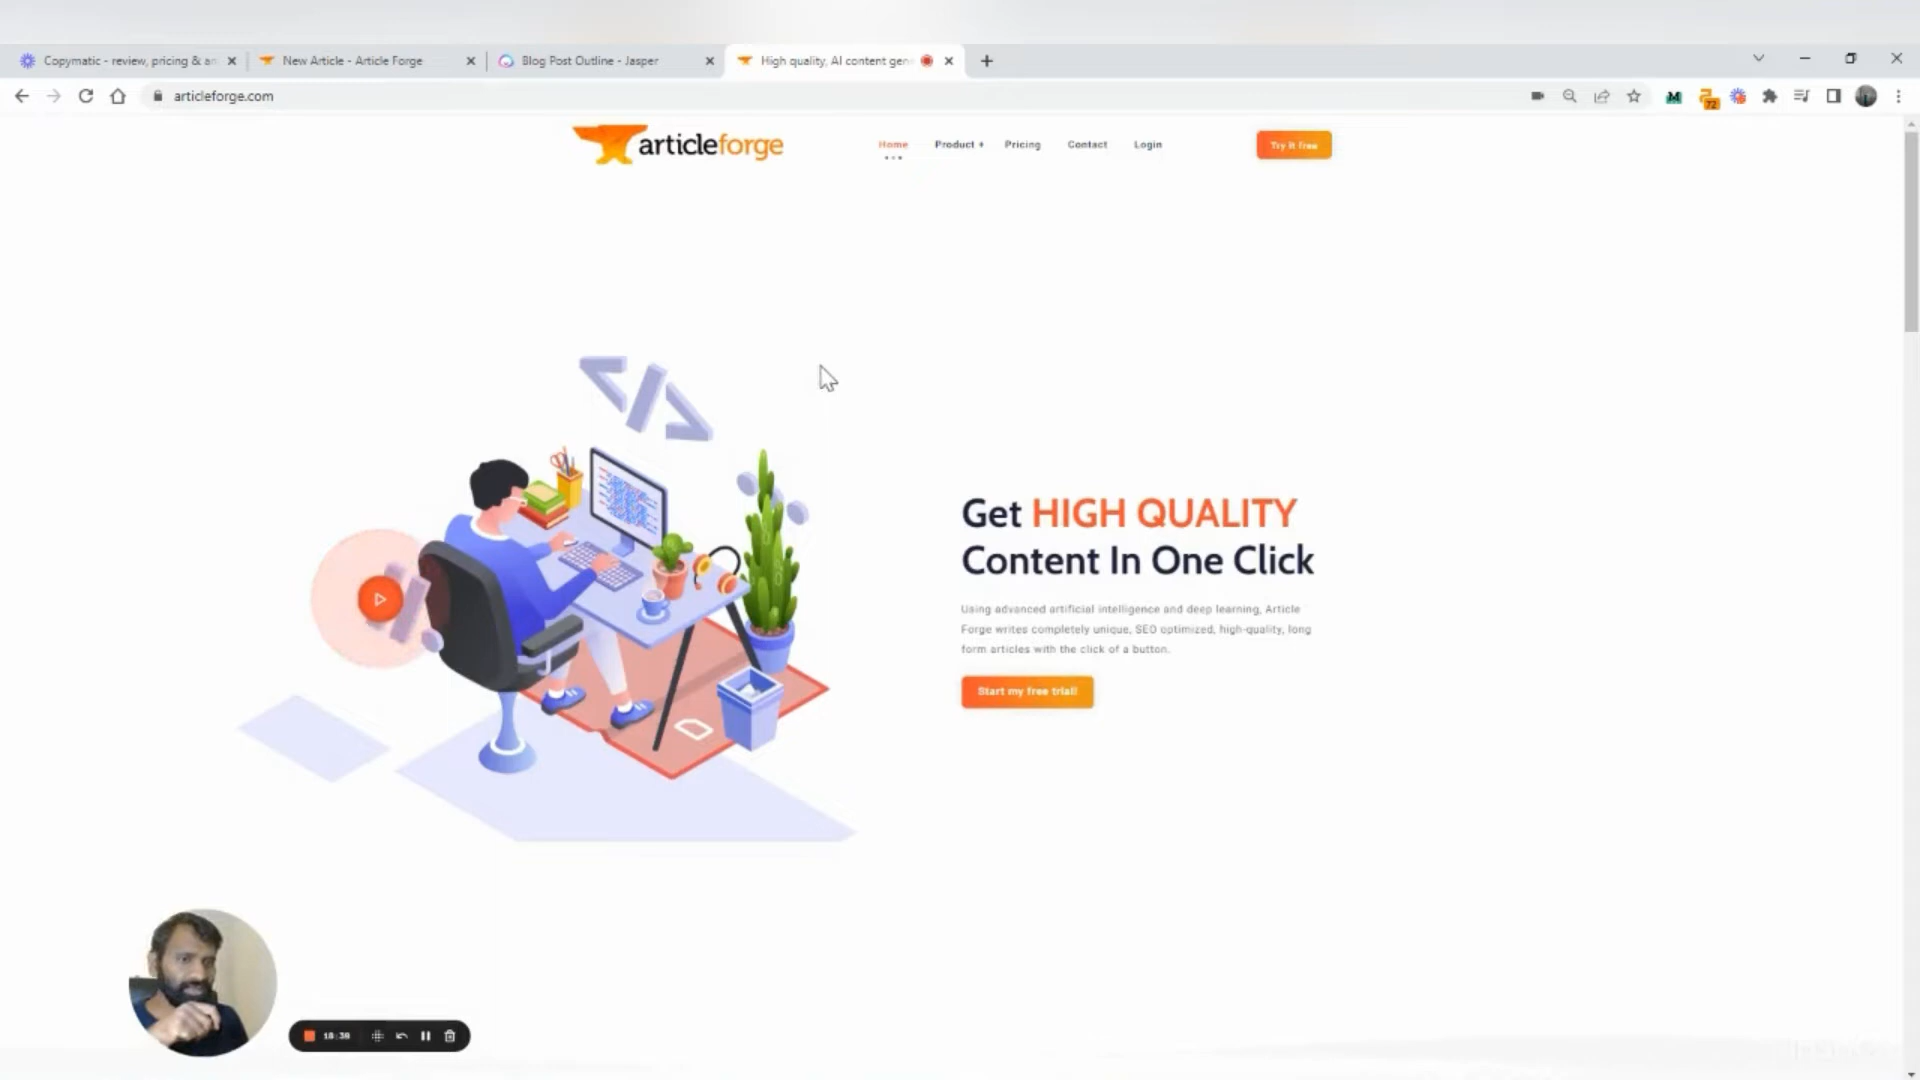 Copymatic - review, pricing & a
New Article - Article Forge
Blog Post Outline - Jasper
High quality, AI content gen
articleforge.com
72
articleforge
Home
Product +
Pricing
Contact
Login
Try it free
Get HIGH QUALITY
Content In One Click
Using advanced artificial intelligence and deep learning, Article
Forge writes completely unique, SEO optimized, high-quality, long
form articles with the click of a button.
Start my free trial!
18:39